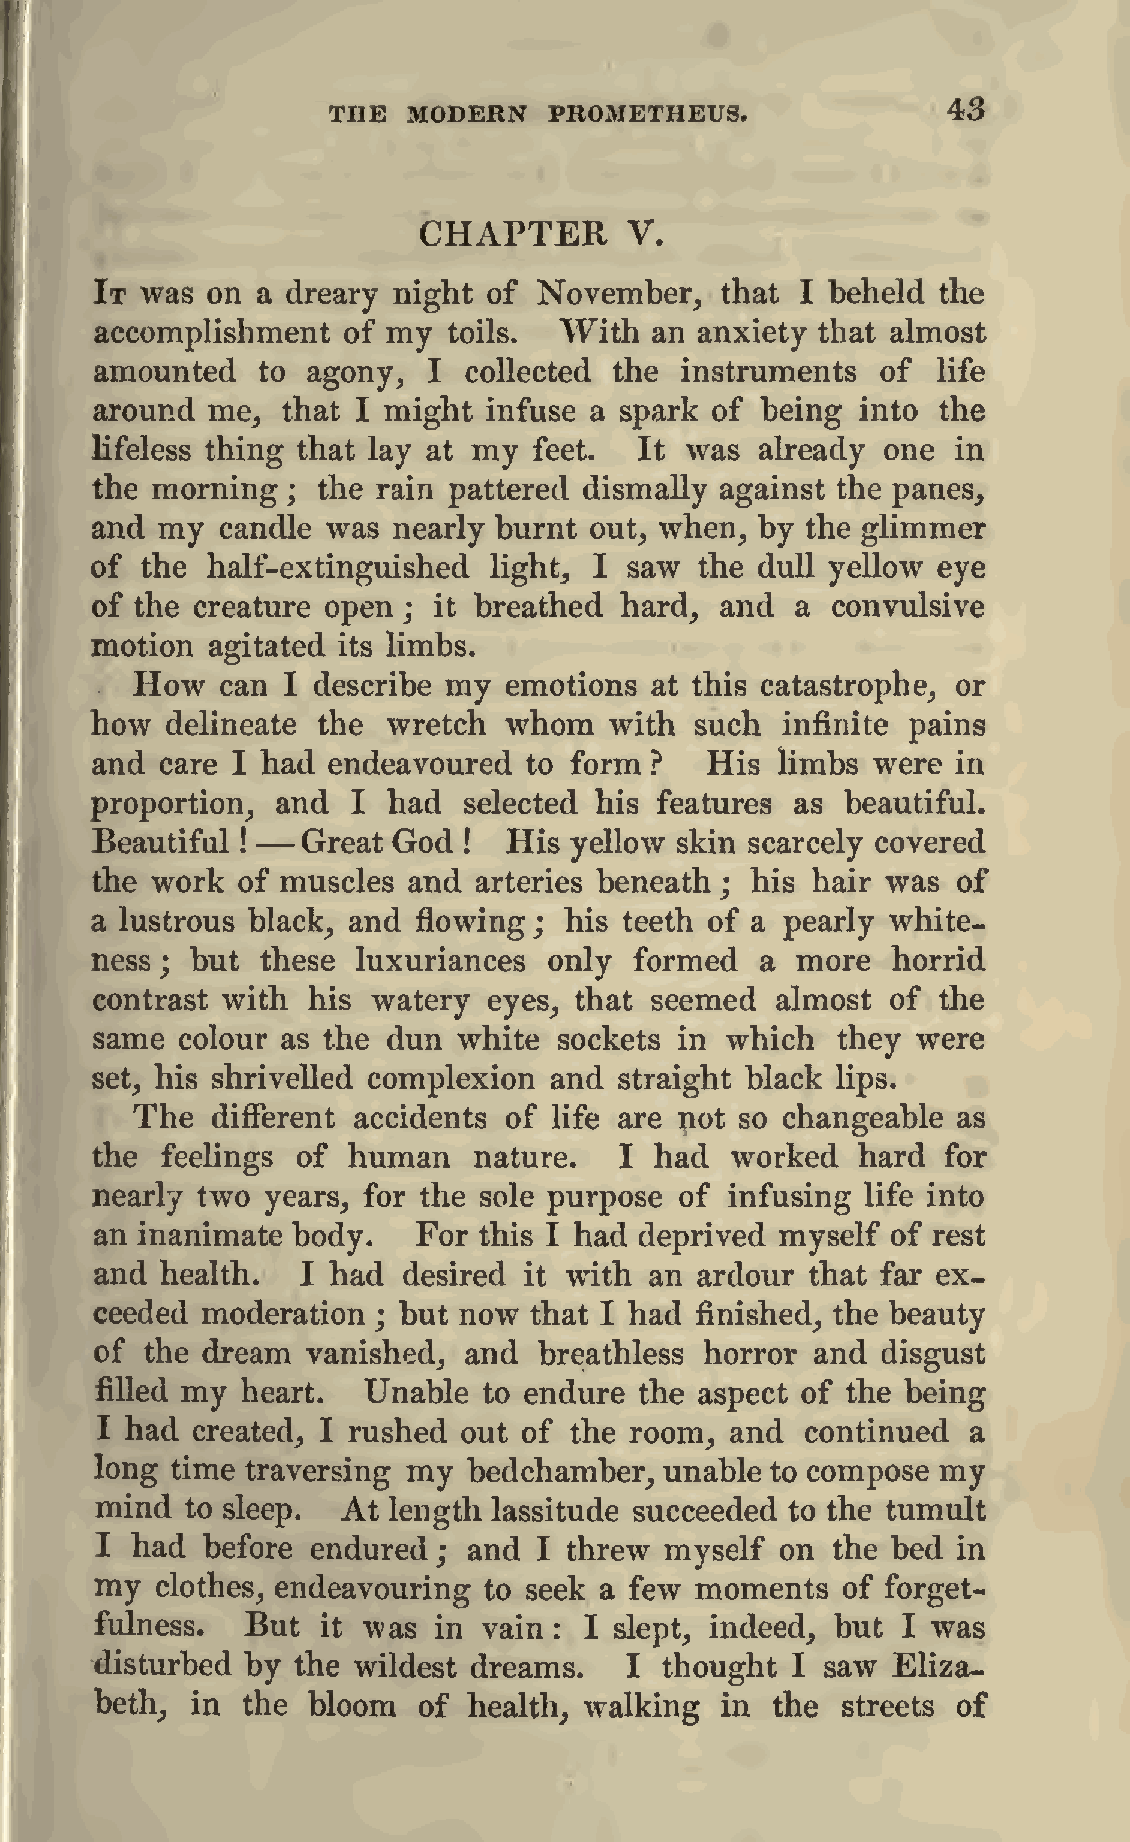 THE MODERN PROMETHEUS. 43
CHAPTER V.
It was on a dreary night of November, that I beheld the
accomplishment of my toils. With an anxiety that almost
amounted to agony, I collected the instruments of life
around me, that I might infuse a spark of being into the
lifeless thing that lay at my feet. It was already one in
the morning ; the rain pattered dismally against the panes,
and my candle was nearly burnt out, when, by the glimmer
of the half-extinguished light, I saw the dull yellow eye
of the creature open ; it breathed hard, and a convulsive
motion agitated its limbs.
How can I describe my emotions at this catastrophe, or
how delineate the wretch whom with such infinite pains
and care I had endeavoured to form ? His limbs were in
proportion, and I had selected his features as beautiful.
Beautiful ! — Great God ! His yellow skin scarcely covered
the work of muscles and arteries beneath ; his hair was of
a lustrous black, and flowing ; his teeth of a pearly white-
ness ; but these luxuriances only formed a more horrid
contrast with his watery eyes, that seemed almost of the
same colour as the dun white sockets in which they were
set, his shrivelled complexion and straight black lips.
The different accidents of life are not so changeable as
the feelings of human nature. I had worked hard for
nearly two years, for the sole purpose of infusing life into
an inanimate body. For this I had deprived myself of rest
and health. I had desired it with an ardour that far ex-
ceeded moderation ; but now that I had finished, the beauty
of the dream vanished, and breathless horror and disgust
filled my heart. Unable to endure the aspect of the being
I had created, I rushed out of the room, and continued a
long time traversing my bedchamber, unable to compose my
mind to sleep. At length lassitude succeeded to the tumult
I had before endured ; and I threw myself on the bed in
my clothes, endeavouring to seek a few moments of forget-
fulness. But it was in vain : I slept, indeed, but I was
disturbed by the wildest dreams. I thought I saw Eliza-
beth, in the bloom of health, walking in the streets of